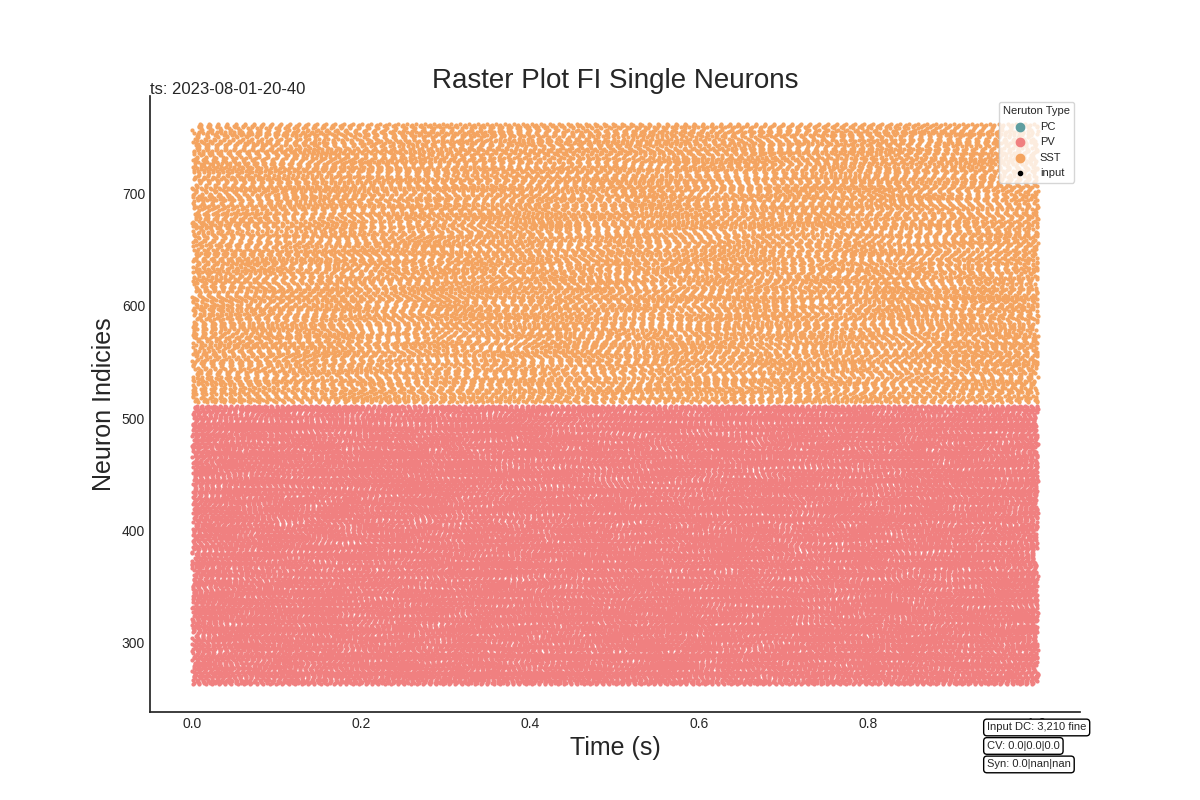 Raster Plot FI Single Neurons
ts: 2023-08-01-20-40
Neruton Type
PC
PV
SST
input
700
600
500
400
300
Neuron Indicies
0.0 0.2 0.4 0.6 0.8
Time (s)
Input DC: 3,210 fine
CV: 0.0|0.0|0.0
Syn: 0.0|nan|nan